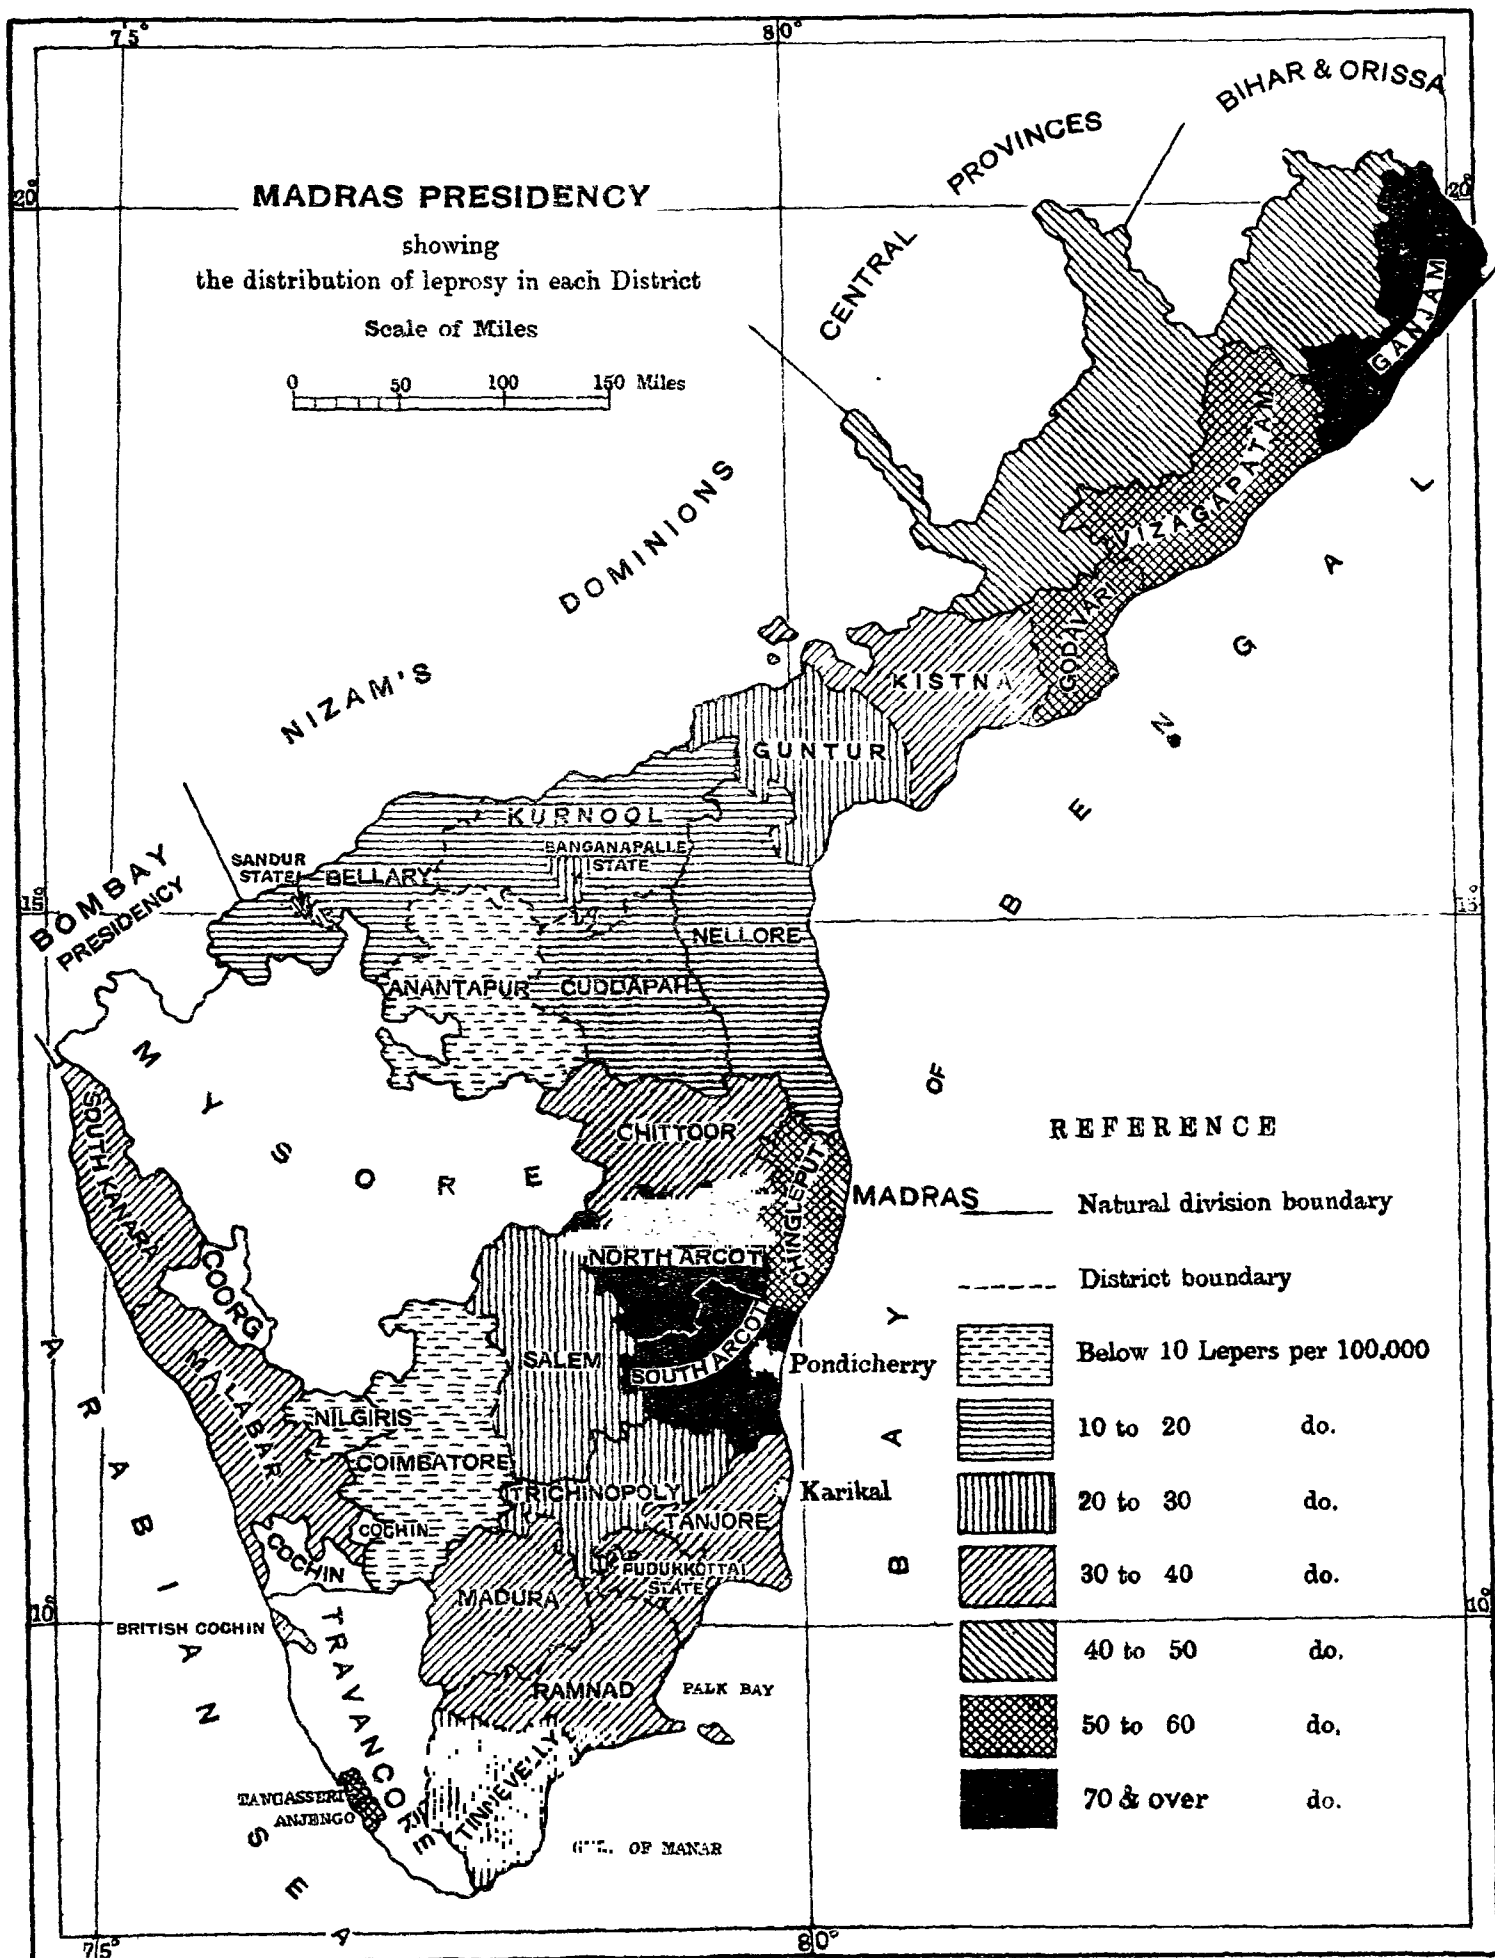 75°
80°
BIHAR & ORISSA
CENTRAL PROVINCES
20°
20°
MADRAS PRESIDENCY
showing
the distribution of leprosy in each District
Scale of Miles
0 50 100 150 Miles
GANJAM
VIZAGAPATAM
GODAVARI
NIZAM'S DOMINIONS
KISTNA
GUNTUR
KURNOOL
BANGANAPALLE
STATE
SANDUR
STATE
BELLARY
BOMBAY
PRESIDENCY
15°
15°
NELLORE
ANANTAPUR
CUDDAPAH
MYSORE
BAY OF BENGAL
CHITTOOR
SOUTH KANARA
CHINGLEPUT
MADRAS
NORTH ARCOT
COORG
SALEM
SOUTH ARCOT
Pondicherry
MALABAR
NILGIRIS
COIMBATORE
TRICHINOPOLY
Karikal
TANJORE
COCHIN
COCHIN
PUDUKKOTTAI
STATE
MADURA
10°
10°
BRITISH COCHIN
TRAVANCORE
RAMNAD
PALK BAY
TINNEVELLY
TANGASSERI
ANJENGO
OF MANAR
ARABIAN SEA
75°
80°
REFERENCE
Natural division boundary
District boundary
Below 10 Lepers per 100,000
10 to 20 do.
20 to 30 do.
30 to 40 do.
40 to 50 do.
50 to 60 do.
70 & over do.